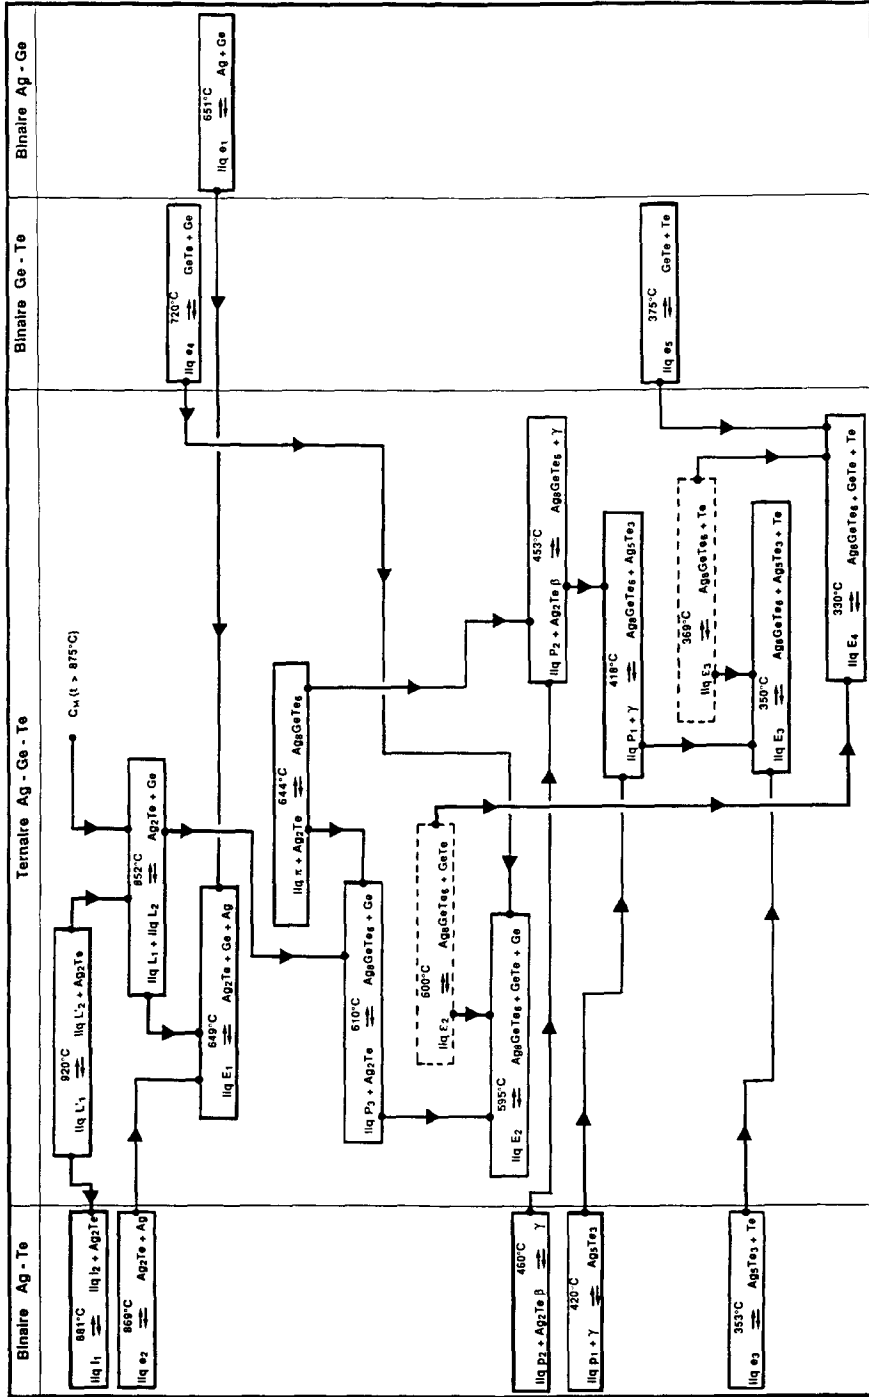 Binaire Ag - Te
Ternaire Ag - Ge - Te
Binaire Ge - Te
Binaire Ag - Ge
881°C
liq l1 ⇌ liq l2 + Ag2Te
869°C
liq e2 ⇌ Ag2Te + Ag
460°C
liq p2 + Ag2Te β ⇌ γ
420°C
liq p1 + γ ⇌ Ag5Te3
353°C
liq e3 ⇌ Ag5Te3 + Te
920°C
liq L'1 ⇌ liq L'2 + Ag2Te
CM (t > 875°C)
852°C
liq L1 + liq L2 ⇌ Ag2Te + Ge
649°C
liq E1 ⇌ Ag2Te + Ge + Ag
644°C
liq π + Ag2Te ⇌ Ag8GeTe6
610°C
liq P3 + Ag2Te ⇌ Ag8GeTe6 + Ge
600°C
liq ε2 ⇌ Ag8GeTe6 + GeTe
595°C
liq E2 ⇌ Ag8GeTe6 + GeTe + Ge
453°C
liq P2 + Ag2Te β ⇌ Ag8GeTe6 + γ
418°C
liq P1 + γ ⇌ Ag8GeTe6 + Ag5Te3
369°C
liq ε3 ⇌ Ag8GeTe6 + Te
350°C
liq E3 ⇌ Ag8GeTe6 + Ag5Te3 + Te
330°C
liq E4 ⇌ Ag8GeTe6 + GeTe + Te
720°C
liq e4 ⇌ GeTe + Ge
375°C
liq e5 ⇌ GeTe + Te
651°C
liq e1 ⇌ Ag + Ge